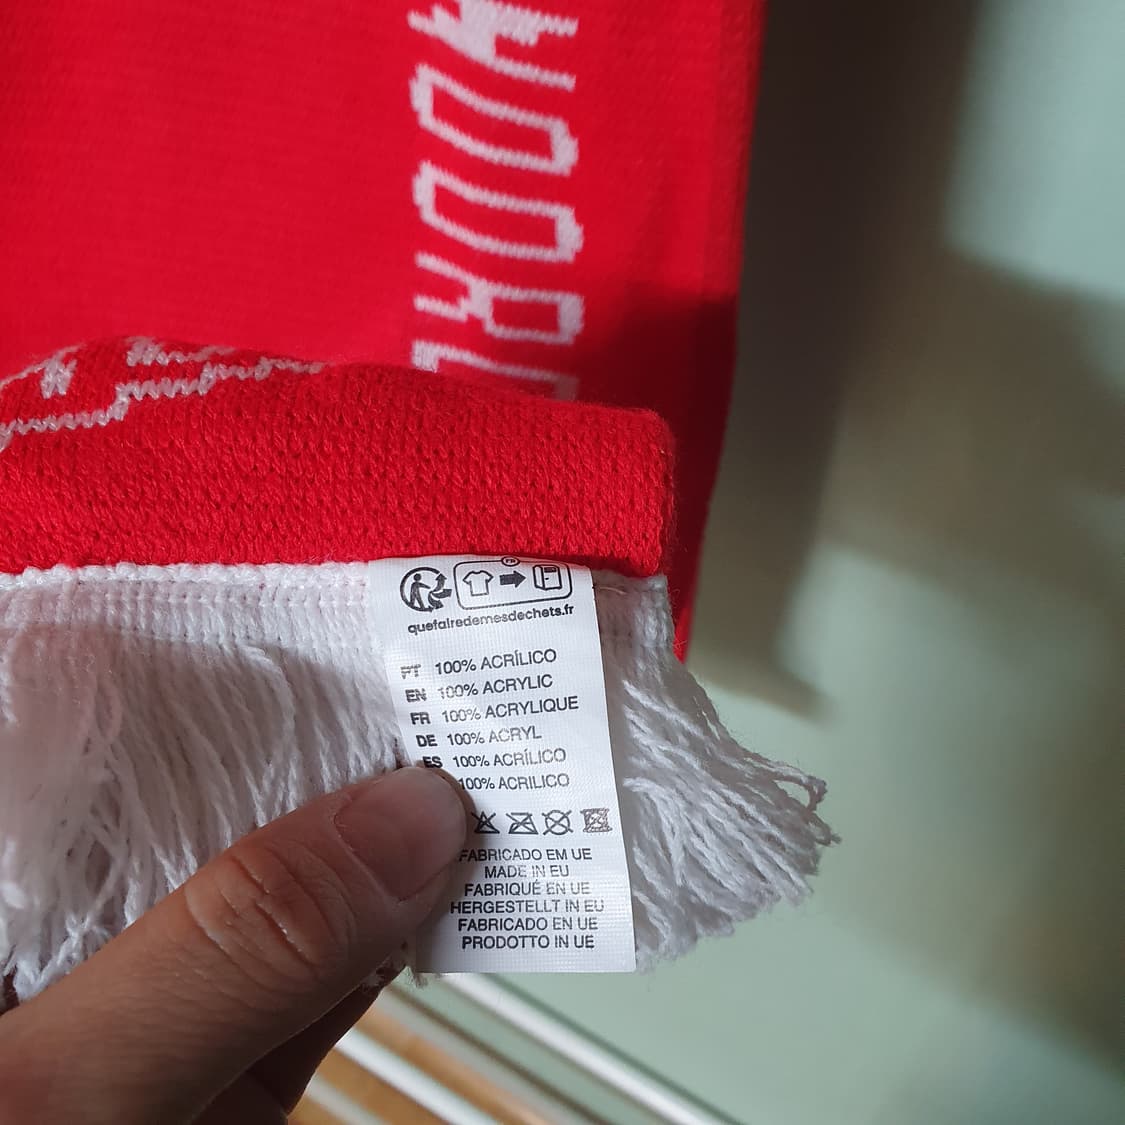 FR
quefairedemesdechets.fr
PT 100% ACRÍLICO
EN 100% ACRYLIC
FR 100% ACRYLIQUE
DE 100% ACRYL
ES 100% ACRÍLICO
100% ACRILICO
FABRICADO EM UE
MADE IN EU
FABRIQUÉ EN UE
HERGESTELLT IN EU
FABRICADO EN UE
PRODOTTO IN UE